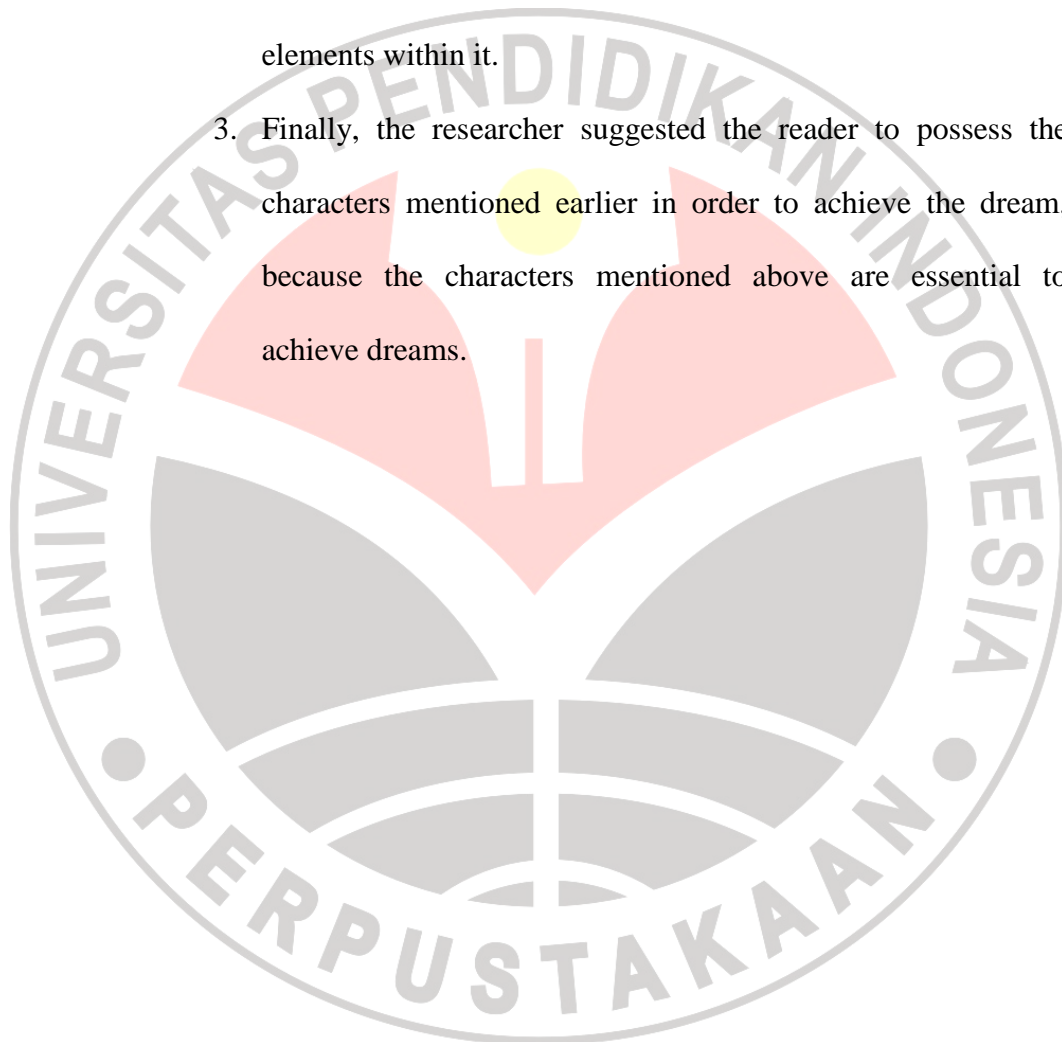 elements within it.
3. Finally, the researcher suggested the reader to possess the
characters mentioned earlier in order to achieve the dream,
because the characters mentioned above are essential to
achieve dreams.
UNIVERSITAS PENDIDIKAN INDONESIA
PERPUSTAKAAN